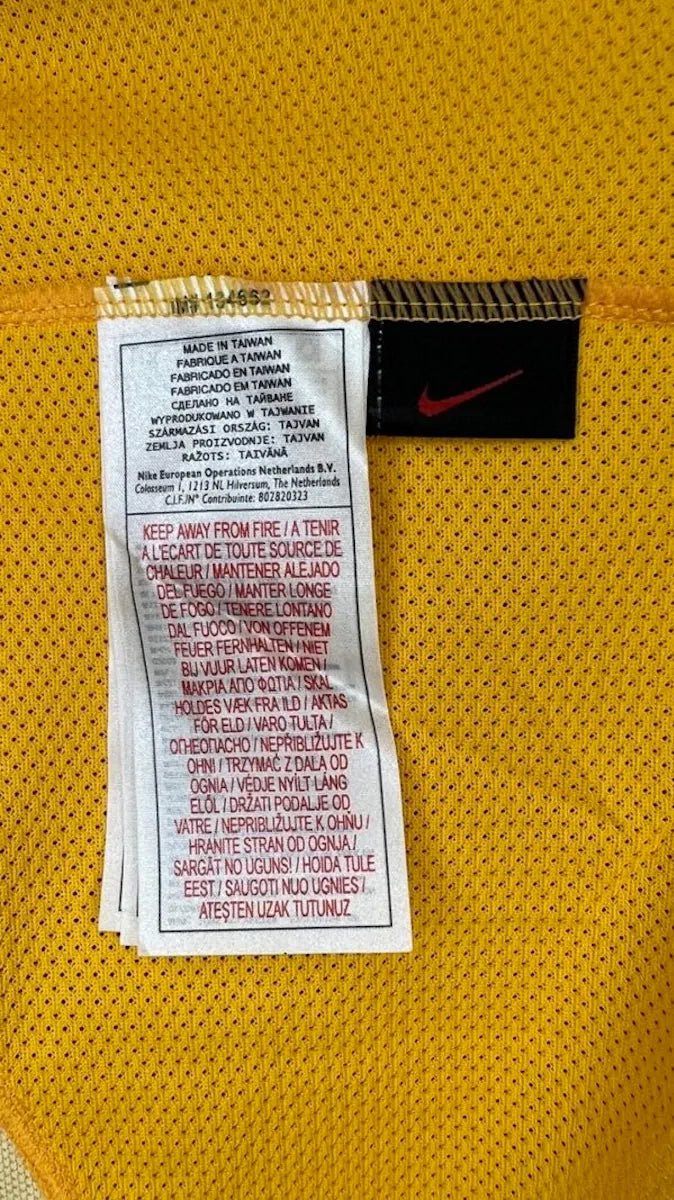 IM# 134652
MADE IN TAIWAN
FABRIQUE A TAIWAN
FABRICADO EN TAIWAN
FABRICADO EM TAIWAN
СДЕЛАНО НА ТАЙВАНЕ
WYPRODUKOWANO W TAJWANIE
SZÁRMAZÁSI ORSZÁG: TAJVAN
ZEMLJA PROIZVODNJE: TAJVAN
RAŽOTS: TAIVĀNĀ
Nike European Operations Netherlands B.V.
Colosseum 1, 1213 NL Hilversum, The Netherlands
C.I.F./N° Contribuinte: 802820323
KEEP AWAY FROM FIRE / A TENIR
A L'ECART DE TOUTE SOURCE DE
CHALEUR / MANTENER ALEJADO
DEL FUEGO / MANTER LONGE
DE FOGO / TENERE LONTANO
DAL FUOCO / VON OFFENEM
FEUER FERNHALTEN / NIET
BIJ VUUR LATEN KOMEN /
ΜΑΚΡΙΑ ΑΠΟ ΦΩΤΙΑ / SKAL
HOLDES VÆK FRA ILD / AKTAS
FÖR ELD / VARO TULTA /
ОГНЕОПАСНО / NEPŘIBLIŽUJTE K
OHNI / TRZYMAĆ Z DALA OD
OGNIA / VÉDJE NYÍLT LÁNG
ELŐL / DRŽATI PODALJE OD
VATRE / NEPRIBLIŽUJTE K OHŇU /
HRANITE STRAN OD OGNJA /
SARGĀT NO UGUNS! / HOIDA TULE
EEST / SAUGOTI NUO UGNIES /
ATEŞTEN UZAK TUTUNUZ